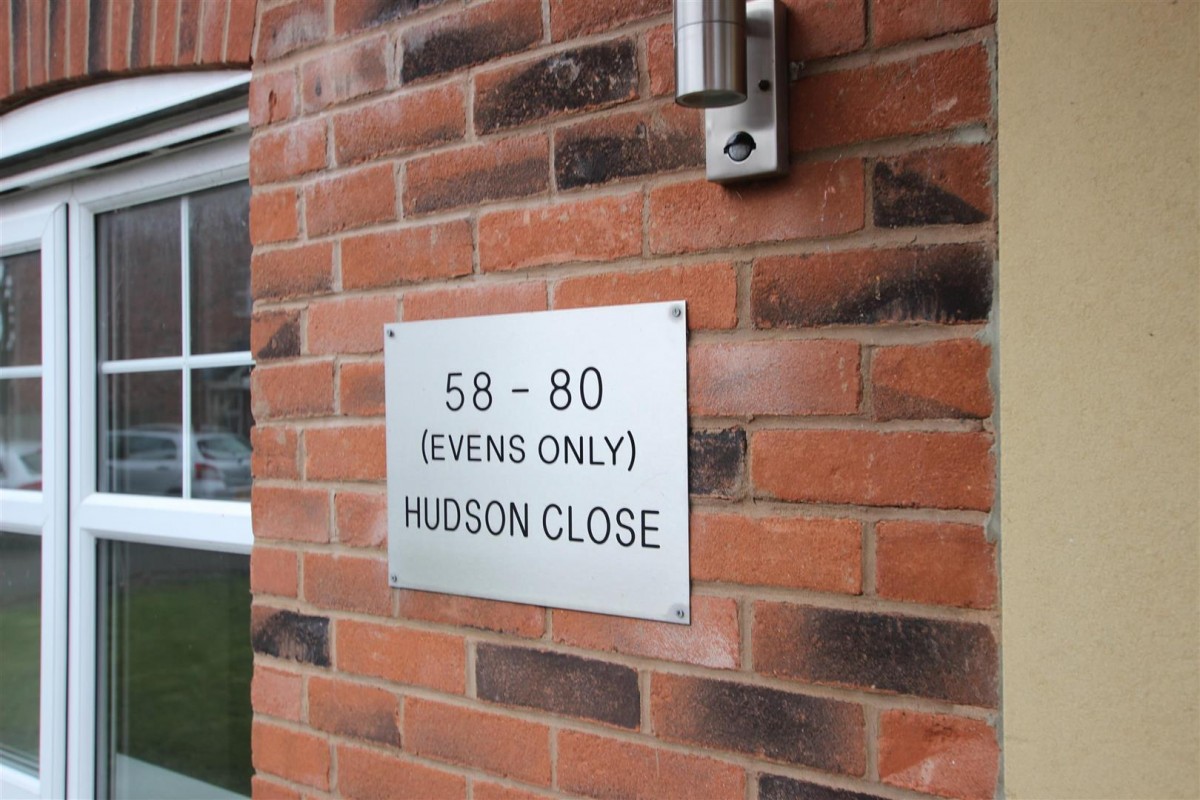 58 - 80
(EVENS ONLY)
HUDSON CLOSE